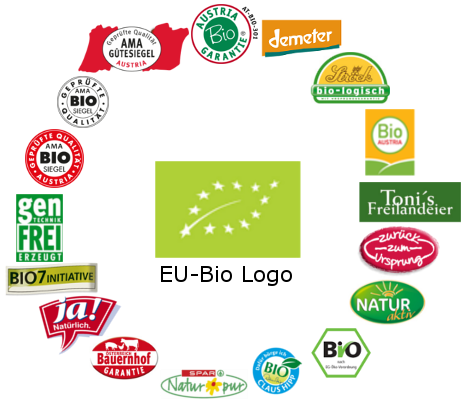 Geprüfte Qualität
AMA
GÜTESIEGEL
AUSTRIA
AUSTRIA
Bio
GARANTIE
AT-BIO-301
demeter
Ströck
bio-logisch
Bio
AUSTRIA
Toni's
Freilandeier
zurück
zum
Ursprung
NATUR
aktiv
BIO
nach
EG-Öko-Verordnung
Dafür bürge ich
BIO
CLAUS HIPP
SPAR
Natur pur
ÖSTERREICH
Bauernhof
GARANTIE
ja!
Natürlich.
BIO7INITIATIVE
gen
TECHNIK
FREI
ERZEUGT
GEPRÜFTE QUALITÄT
AMA
BIO
SIEGEL
AUSTRIA
GEPRÜFTE
AMA
BIO
SIEGEL
QUALITÄT
EU-Bio Logo